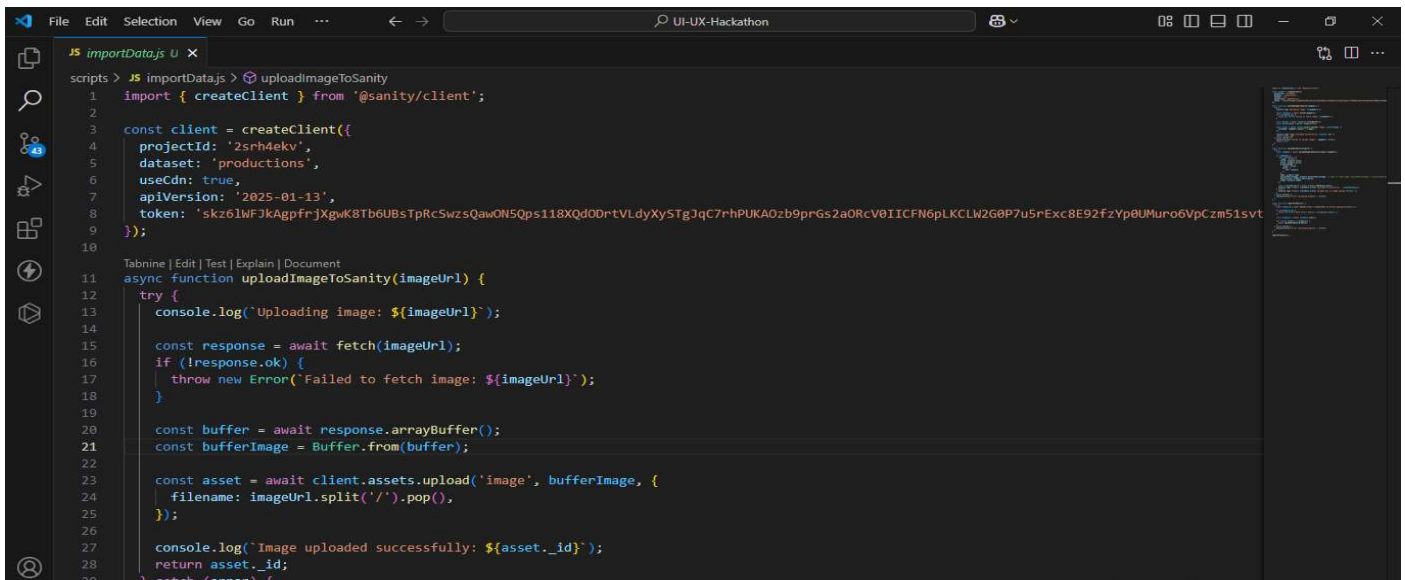 File Edit Selection View Go Run ··· ← → UI-UX-Hackathon
JS importData.js U ×
scripts > JS importData.js > uploadImageToSanity
1 import { createClient } from '@sanity/client';
2
3 const client = createClient({
4 projectId: '2srh4ekv',
5 dataset: 'productions',
6 useCdn: true,
7 apiVersion: '2025-01-13',
8 token:
9 });
10
Tabnine | Edit | Test | Explain | Document
11 async function uploadImageToSanity(imageUrl) {
12 try {
13 console.log(`Uploading image: ${imageUrl}`);
14
15 const response = await fetch(imageUrl);
16 if (!response.ok) {
17 throw new Error(`Failed to fetch image: ${imageUrl}`);
18 }
19
20 const buffer = await response.arrayBuffer();
21 const bufferImage = Buffer.from(buffer);
22
23 const asset = await client.assets.upload('image', bufferImage, {
24 filename: imageUrl.split('/').pop(),
25 });
26
27 console.log(`Image uploaded successfully: ${asset._id}`);
28 return asset._id;
29 } catch (error) {
43